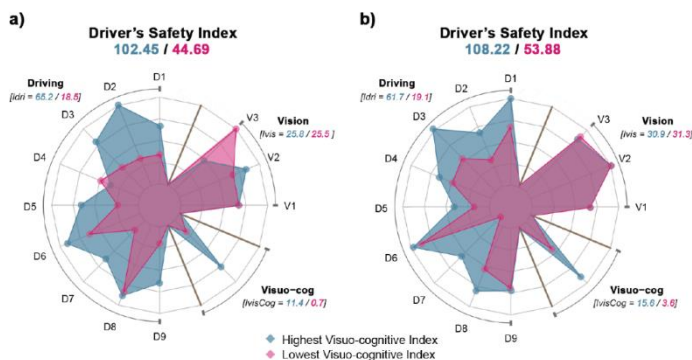 a)
Driver's Safety Index
102.45 / 44.69
Driving
[Idri = 65.2 / 18.5]
Vision
[Ivis = 25.8 / 25.5 ]
Visuo-cog
[IvisCog = 11.4 / 0.7]
D1
D2
D3
D4
D5
D6
D7
D8
D9
V3
V2
V1
b)
Driver's Safety Index
108.22 / 53.88
Driving
[Idri = 61.7 / 19.1]
Vision
[Ivis = 30.9 / 31.3]
Visuo-cog
[IvisCog = 15.6 / 3.6]
D1
D2
D3
D4
D5
D6
D7
D8
D9
V3
V2
V1
Highest Visuo-cognitive Index
Lowest Visuo-cognitive Index